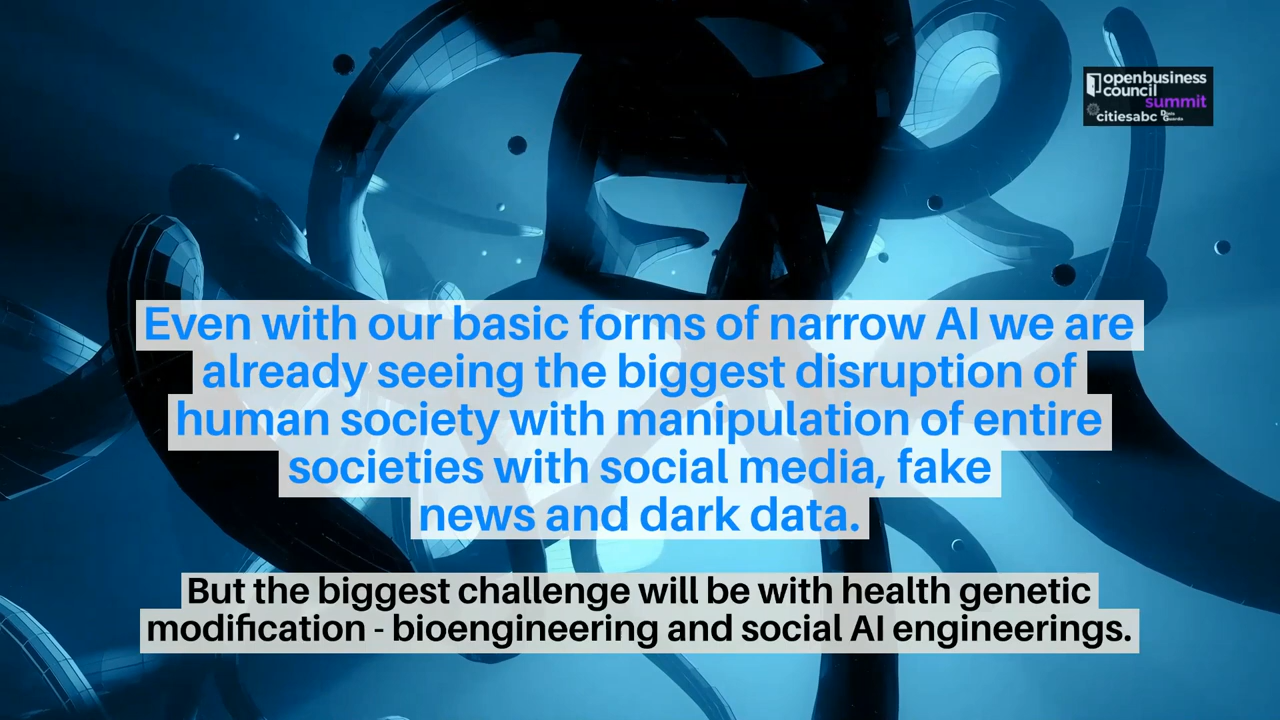 openbusiness
council
summit
citiesabc
Even with our basic forms of narrow AI we are
already seeing the biggest disruption of
human society with manipulation of entire
societies with social media, fake
news and dark data.
But the biggest challenge will be with health genetic
modification - bioengineering and social AI engineerings.